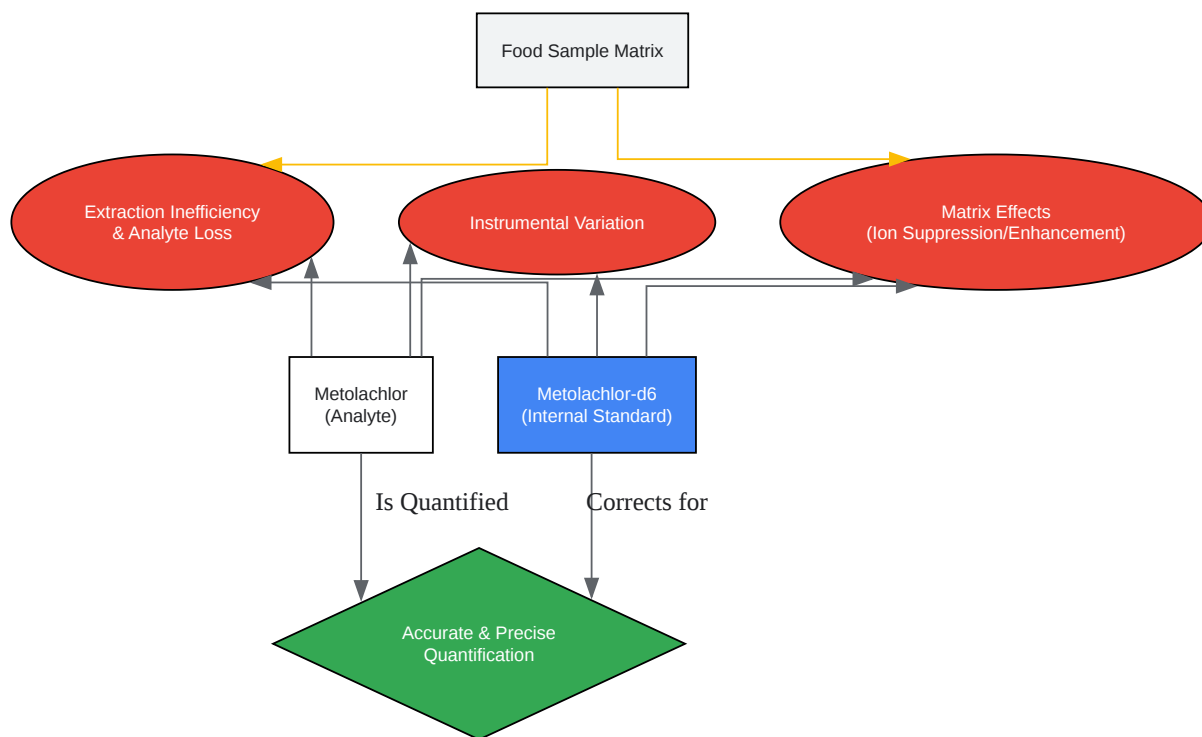 Food Sample Matrix
Extraction Inefficiency
& Analyte Loss
Instrumental Variation
Matrix Effects
(Ion Suppression/Enhancement)
Metolachlor
(Analyte)
Metolachlor-d6
(Internal Standard)
Is Quantified
Corrects for
Accurate & Precise
Quantification